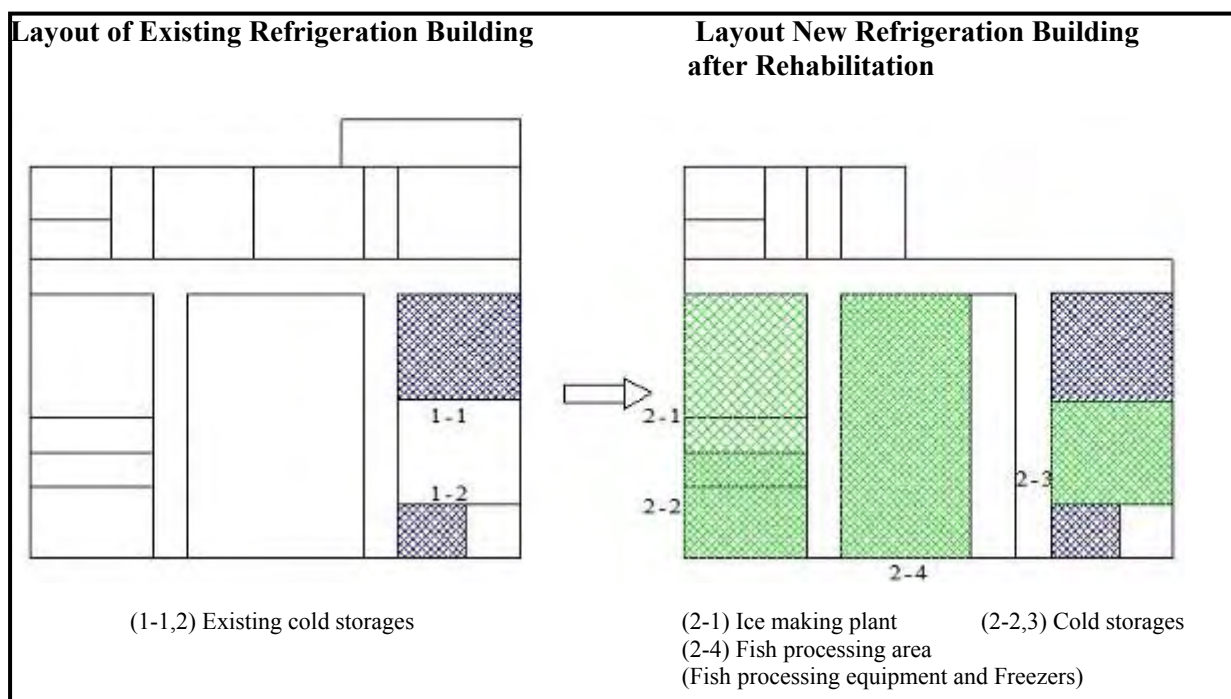 Layout of Existing Refrigeration Building
Layout New Refrigeration Building
after Rehabilitation
1-1
1-2
2-1
2-2
2-3
2-4
(1-1,2) Existing cold storages
(2-1) Ice making plant
(2-2,3) Cold storages
(2-4) Fish processing area
(Fish processing equipment and Freezers)